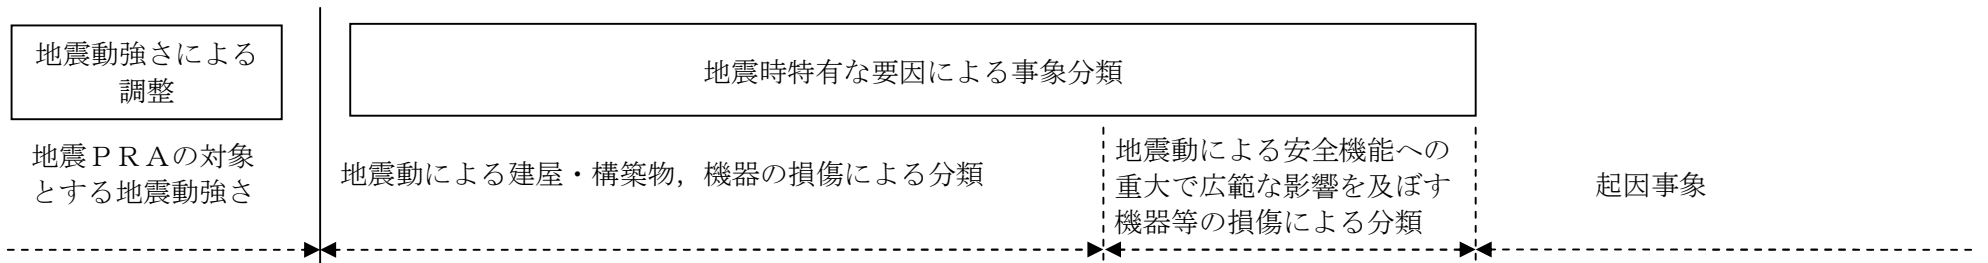 地震動強さによる
調整
地震時特有な要因による事象分類
地震ＰＲＡの対象
とする地震動強さ
地震動による建屋・構築物，機器の損傷による分類
地震動による安全機能への
重大で広範な影響を及ぼす
機器等の損傷による分類
起因事象